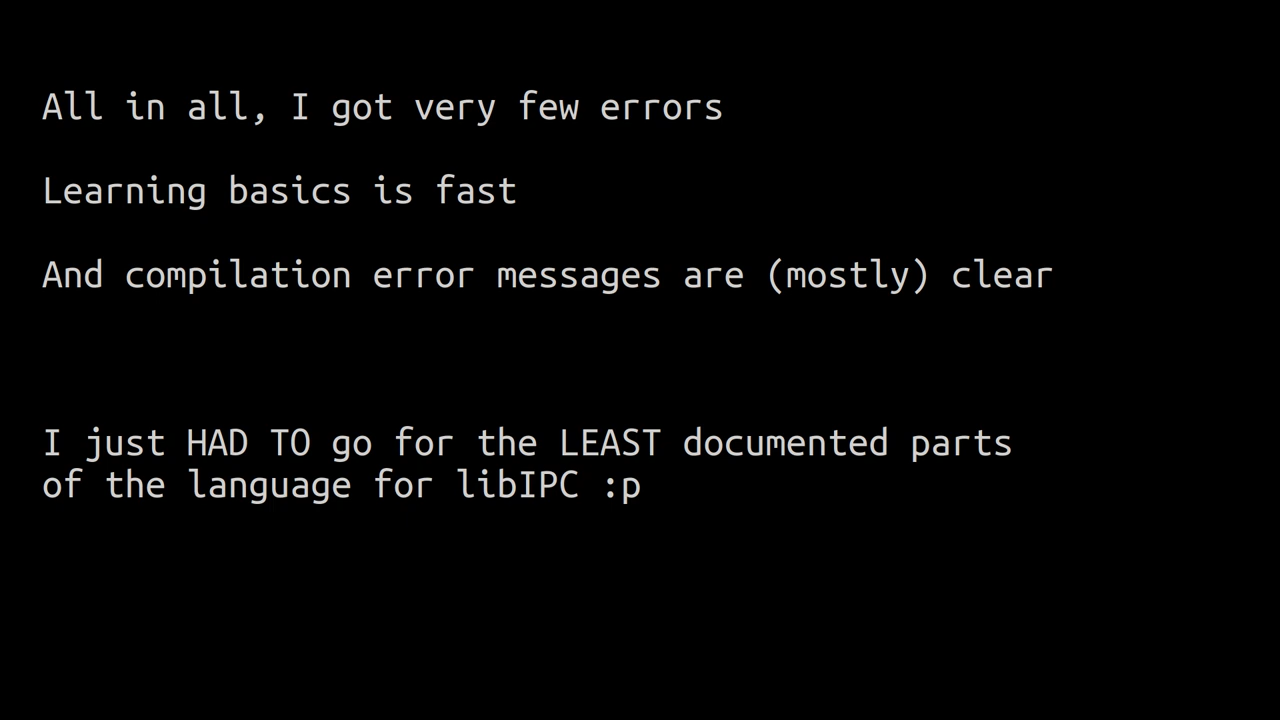 All in all, I got very few errors
Learning basics is fast
And compilation error messages are (mostly) clear
I just HAD TO go for the LEAST documented parts
of the language for libIPC :p